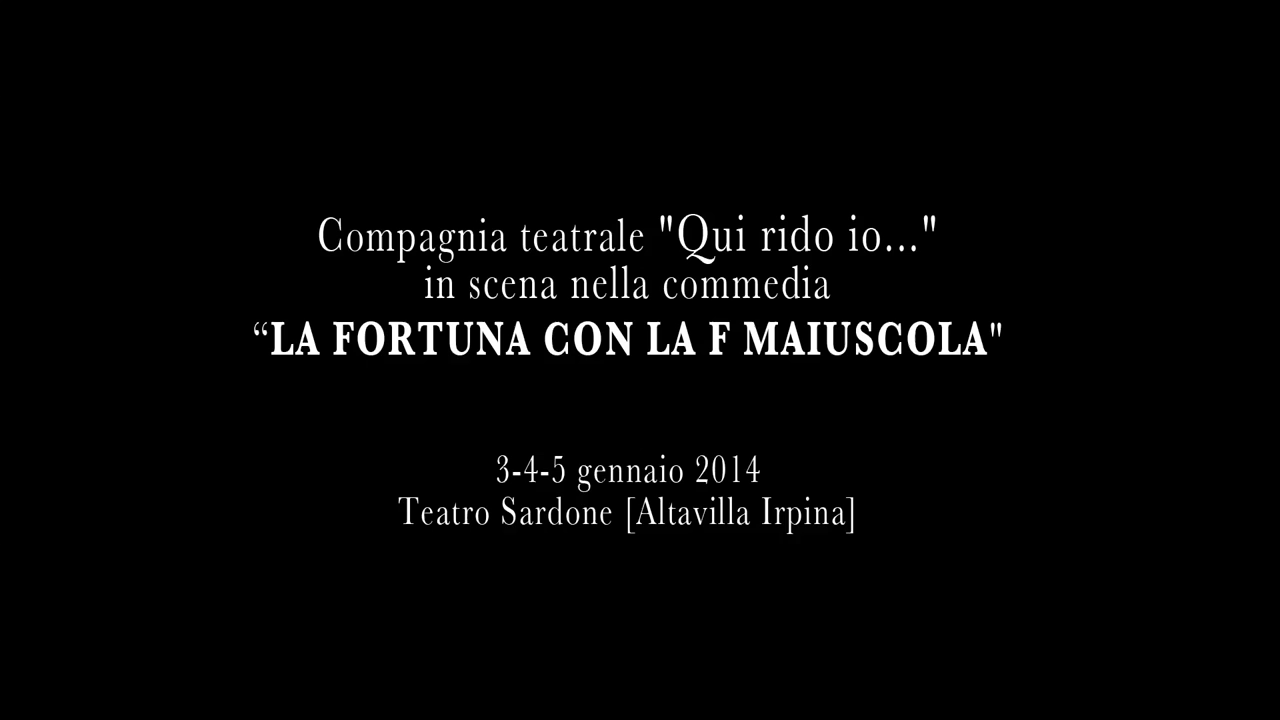 Compagnia teatrale "Qui rido io..."
in scena nella commedia
“LA FORTUNA CON LA F MAIUSCOLA"
3-4-5 gennaio 2014
Teatro Sardone [Altavilla Irpina]